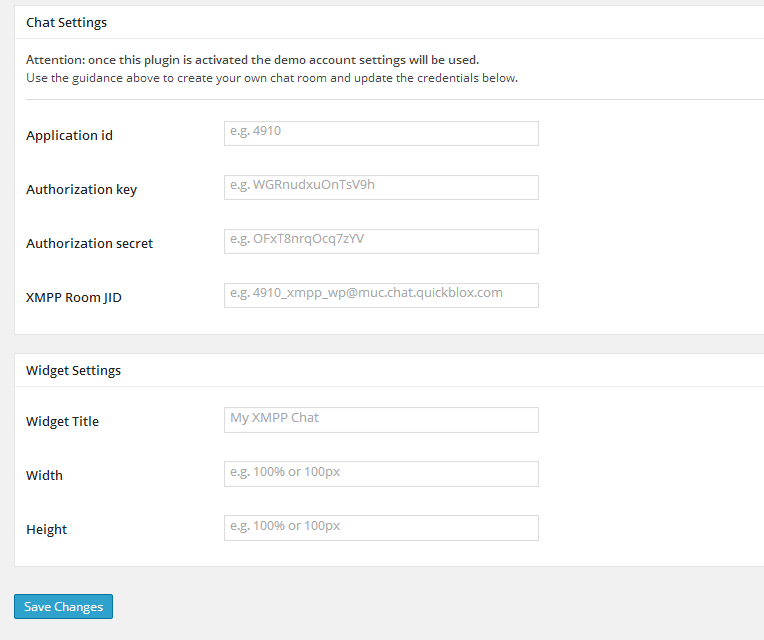 Chat Settings
Attention: once this plugin is activated the demo account settings will be used.
Use the guidance above to create your own chat room and update the credentials below.
Application id
e.g. 4910
Authorization key
e.g. WGRnudxuOnTsV9h
Authorization secret
e.g. OFxT8nrqOcq7zYV
XMPP Room JID
e.g. 4910_xmpp_wp@muc.chat.quickblox.com
Widget Settings
Widget Title
My XMPP Chat
Width
e.g. 100% or 100px
Height
e.g. 100% or 100px
Save Changes